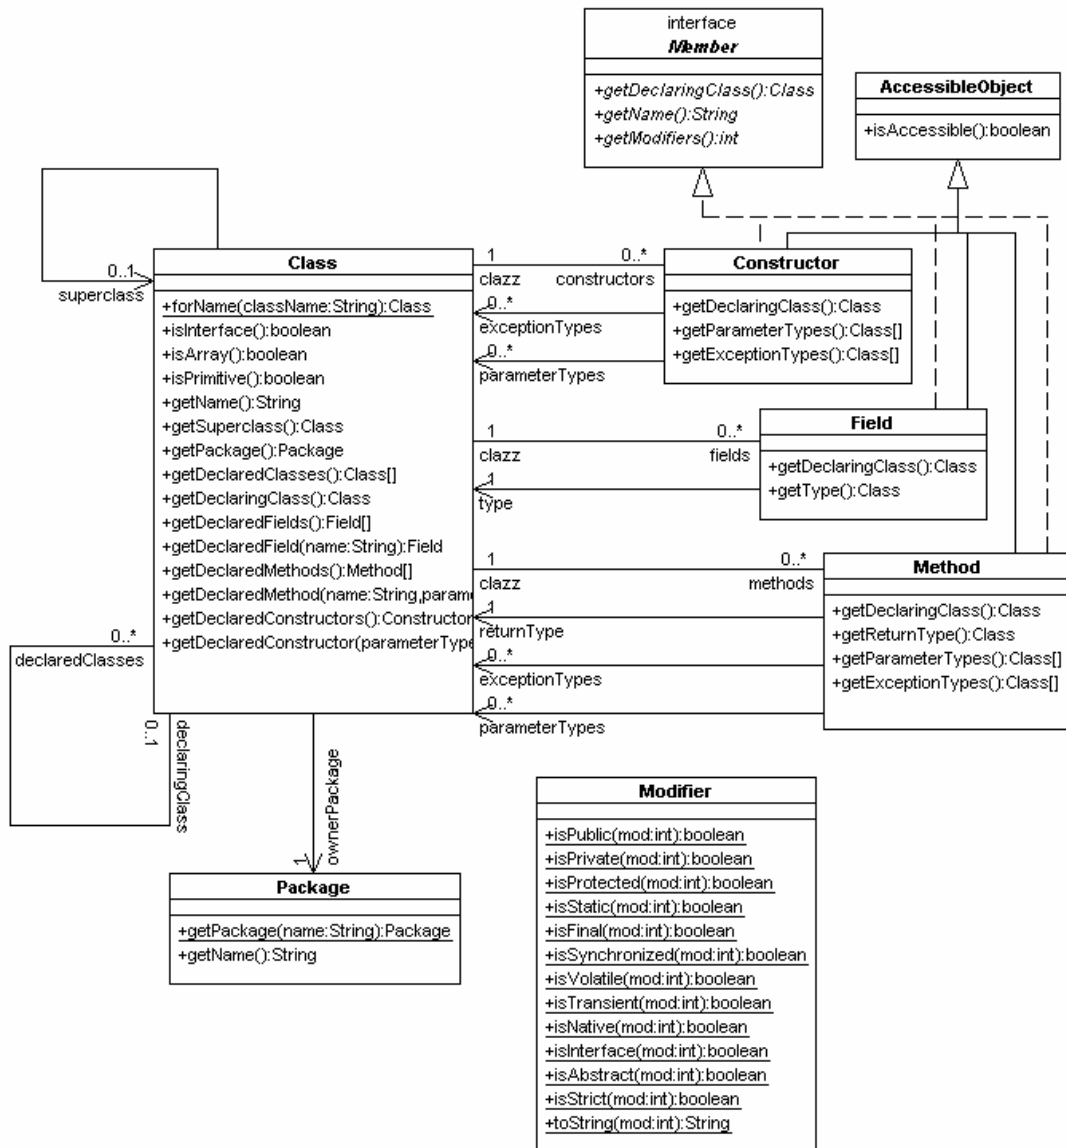 interface
Member
+getDeclaringClass():Class
+getName():String
+getModifiers():int
AccessibleObject
+isAccessible():boolean
0..1
superclass
Class
+forName(className:String):Class
+isInterface():boolean
+isArray():boolean
+isPrimitive():boolean
+getName():String
+getSuperclass():Class
+getPackage():Package
+getDeclaredClasses():Class[]
+getDeclaringClass():Class
+getDeclaredFields():Field[]
+getDeclaredField(name:String):Field
+getDeclaredMethods():Method[]
+getDeclaredMethod(name:String,parame
+getDeclaredConstructors():Constructor
+getDeclaredConstructor(parameterType
1 0..*
clazz constructors
0..*
exceptionTypes
0..*
parameterTypes
Constructor
+getDeclaringClass():Class
+getParameterTypes():Class[]
+getExceptionTypes():Class[]
1 0..*
clazz fields
1
type
Field
+getDeclaringClass():Class
+getType():Class
1 0..*
clazz methods
1
returnType
0..*
exceptionTypes
0..*
parameterTypes
Method
+getDeclaringClass():Class
+getReturnType():Class
+getParameterTypes():Class[]
+getExceptionTypes():Class[]
0..*
declaredClasses
0..1
declaringClass
ownerPackage
1
Package
+getPackage(name:String):Package
+getName():String
Modifier
+isPublic(mod:int):boolean
+isPrivate(mod:int):boolean
+isProtected(mod:int):boolean
+isStatic(mod:int):boolean
+isFinal(mod:int):boolean
+isSynchronized(mod:int):boolean
+isVolatile(mod:int):boolean
+isTransient(mod:int):boolean
+isNative(mod:int):boolean
+isInterface(mod:int):boolean
+isAbstract(mod:int):boolean
+isStrict(mod:int):boolean
+toString(mod:int):String